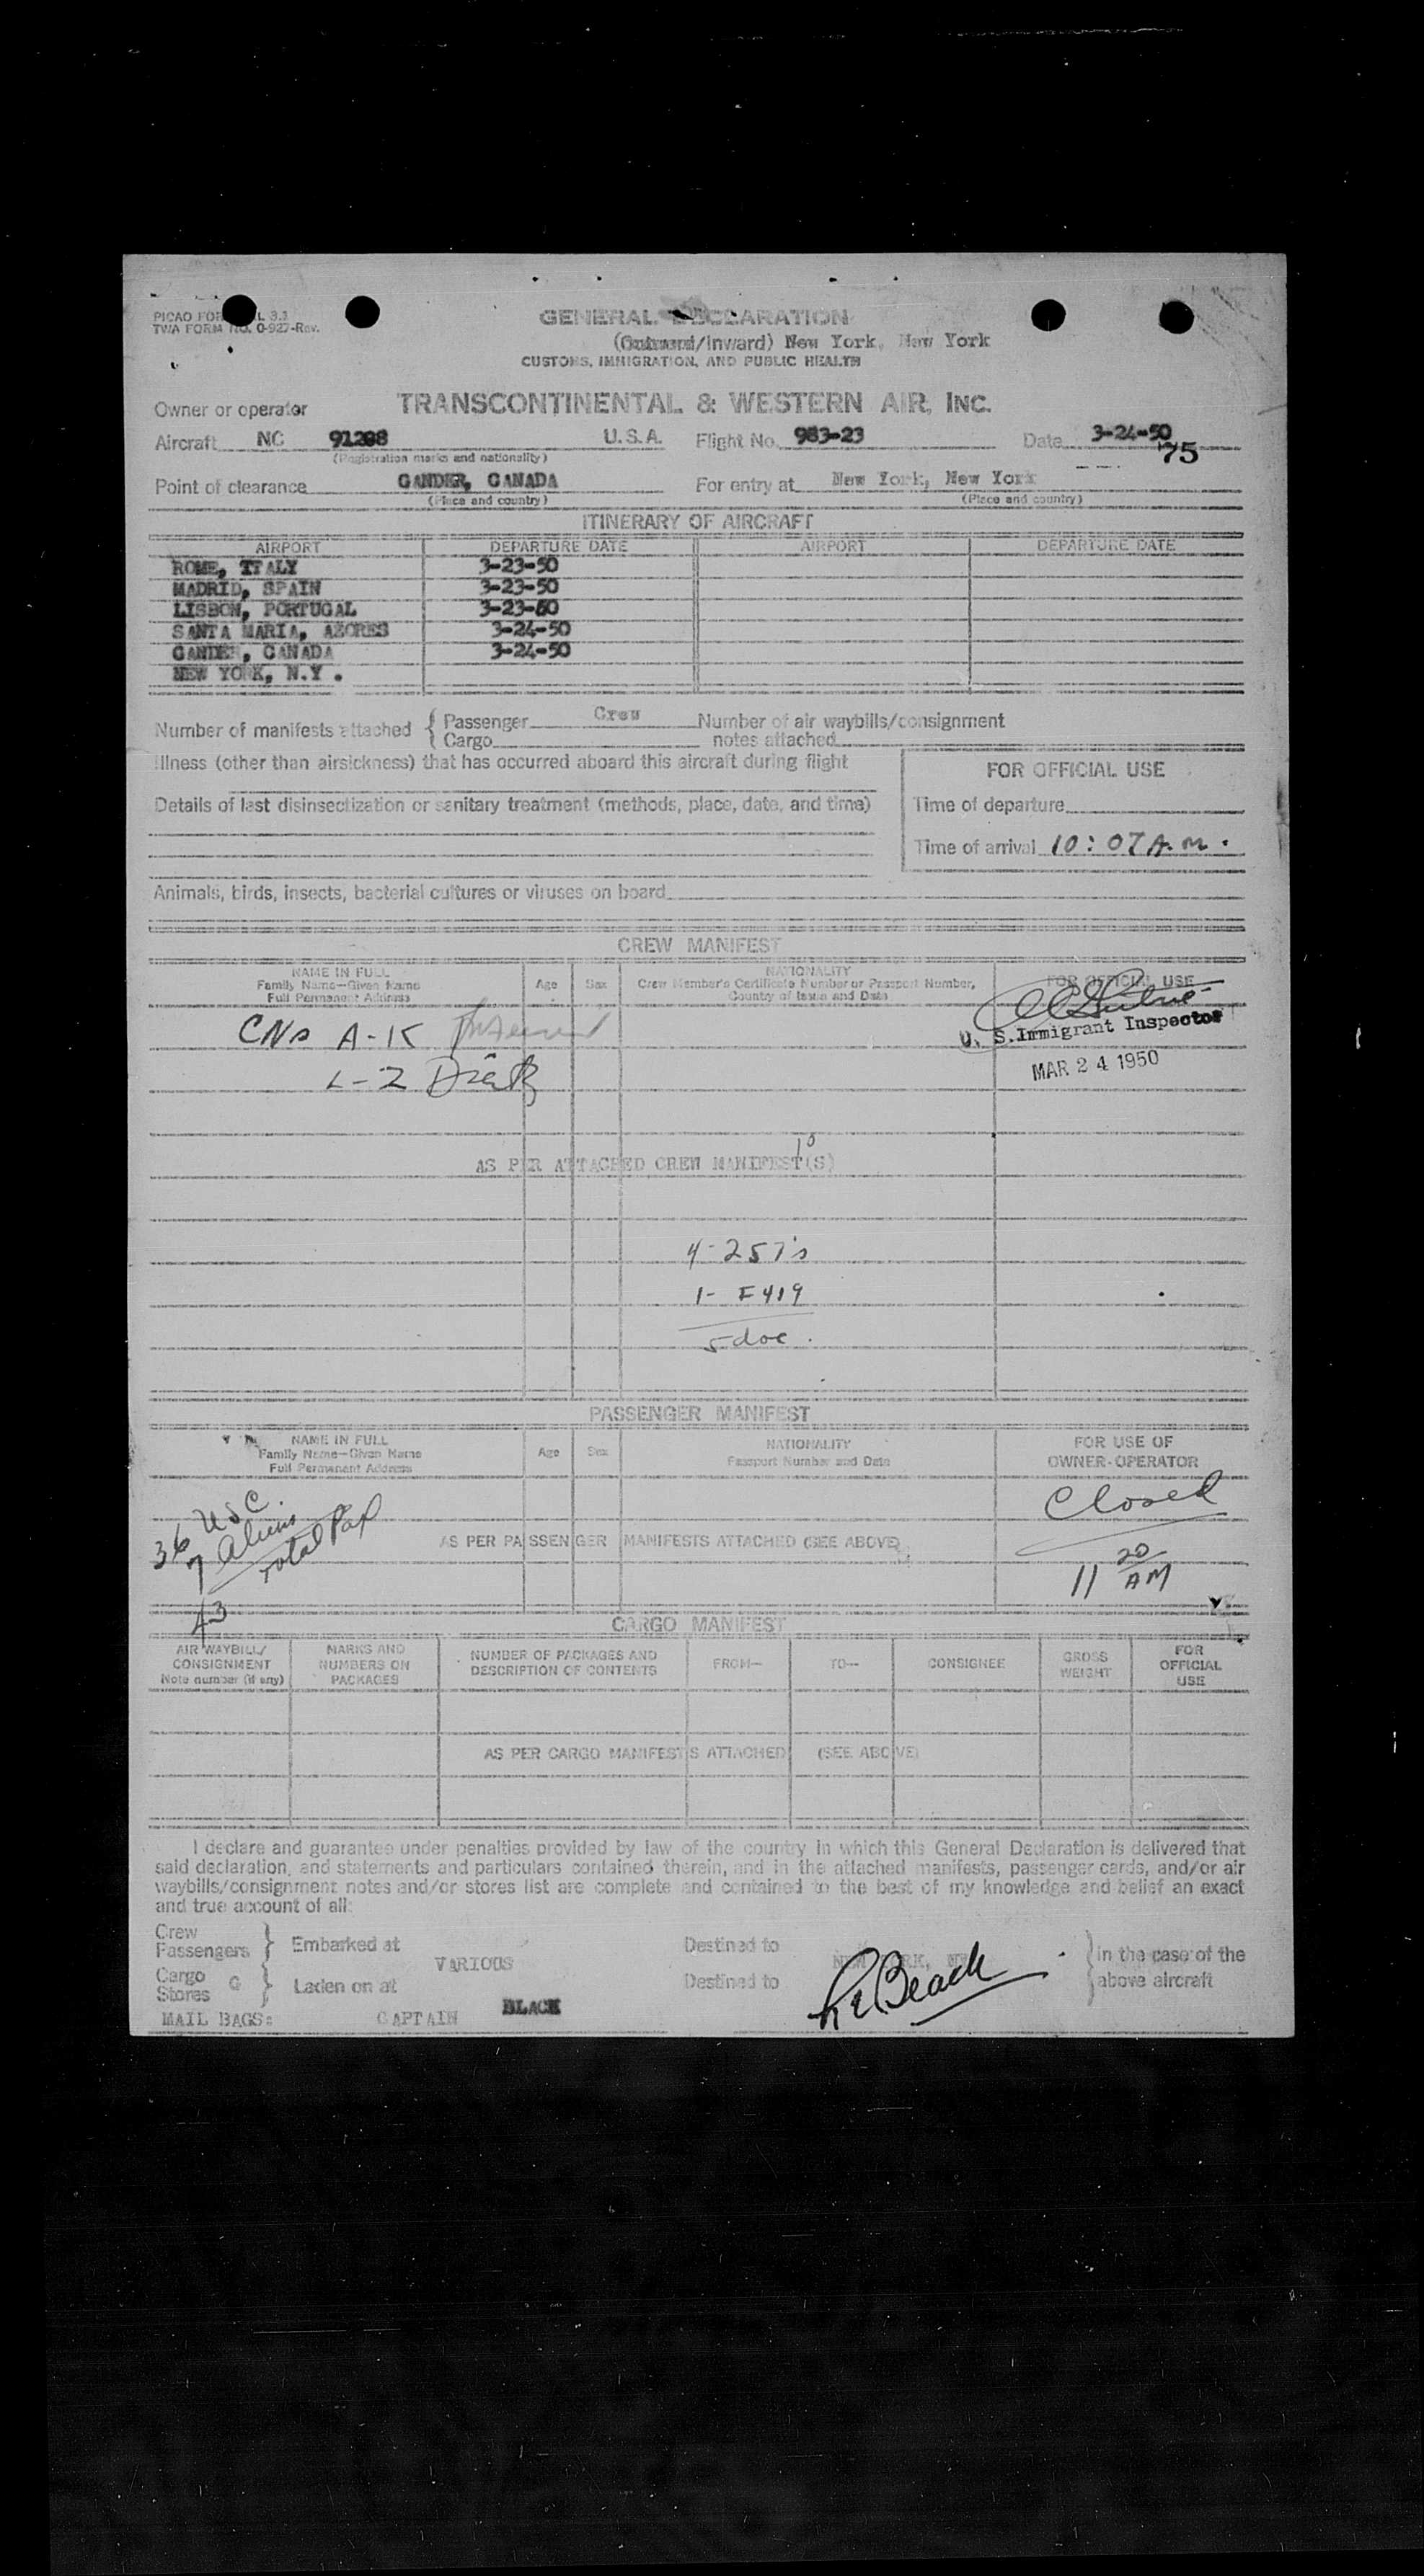 PICAO FOR L 3.1
TWA FORM NO. 0-927-Rev.
GENERAL DECLARATION
(Outward/Inward) New York, New York
CUSTOMS, IMMIGRATION, AND PUBLIC HEALTH
Owner or operator TRANSCONTINENTAL & WESTERN AIR, INC.
Aircraft NC 91208 U.S.A. Flight No. 983-23 Date 3-24-50
(Registration marks and nationality)
75
Point of clearance GANDER, CANADA For entry at New York, New York
(Place and country) (Place and country)
ITINERARY OF AIRCRAFT
AIRPORT DEPARTURE DATE AIRPORT DEPARTURE DATE
ROME, ITALY 3-23-50
MADRID, SPAIN 3-23-50
LISBON, PORTUGAL 3-23-50
SANTA MARIA, AZORES 3-24-50
GANDER, CANADA 3-24-50
NEW YORK, N.Y.
Number of manifests attached { Passenger Crew Number of air waybills/consignment
Cargo notes attached
Illness (other than airsickness) that has occurred aboard this aircraft during flight
FOR OFFICIAL USE
Details of last disinsectization or sanitary treatment (methods, place, date, and time)
Time of departure
Time of arrival 10:07 A.M.
Animals, birds, insects, bacterial cultures or viruses on board
CREW MANIFEST
NAME IN FULL
Family Name—Given Name
Full Permanent Address
Age Sex
NATIONALITY
Crew Member's Certificate Number or Passport Number,
Country of Issue and Date
FOR OFFICIAL USE
U. S. Immigrant Inspector
MAR 24 1950
CNs A-K
L-Z
10
AS PER ATTACHED CREW MANIFEST(S)
4-257's
1- F419
5 doc.
PASSENGER MANIFEST
NAME IN FULL
Family Name—Given Name
Full Permanent Address
Age Sex
NATIONALITY
Passport Number and Date
FOR USE OF
OWNER-OPERATOR
36 USC.
7 Aliens
43 Total Pax
AS PER PASSENGER MANIFESTS ATTACHED (SEE ABOVE)
Closed
11 20 AM
CARGO MANIFEST
AIR WAYBILL/
CONSIGNMENT
Note number (if any)
MARKS AND
NUMBERS ON
PACKAGES
NUMBER OF PACKAGES AND
DESCRIPTION OF CONTENTS
FROM— TO— CONSIGNEE
GROSS
WEIGHT
FOR
OFFICIAL
USE
AS PER CARGO MANIFESTS ATTACHED (SEE ABOVE)
I declare and guarantee under penalties provided by law of the country in which this General Declaration is delivered that
said declaration, and statements and particulars contained therein, and in the attached manifests, passenger cards, and/or air
waybills/consignment notes and/or stores list are complete and contained to the best of my knowledge and belief an exact
and true account of all:
Crew
Passengers } Embarked at VARIOUS Destined to NEW YORK, NY } in the case of the
Cargo G
Stores } Laden on at Destined to above aircraft
MAIL BAGS: CAPTAIN BLACK
R E Beach